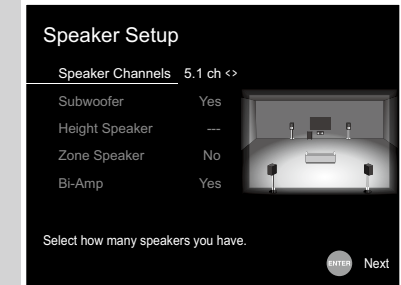 Speaker Setup
Speaker Channels 5.1 ch <>
Subwoofer Yes
Height Speaker ---
Zone Speaker No
Bi-Amp Yes
Select how many speakers you have.
ENTER Next